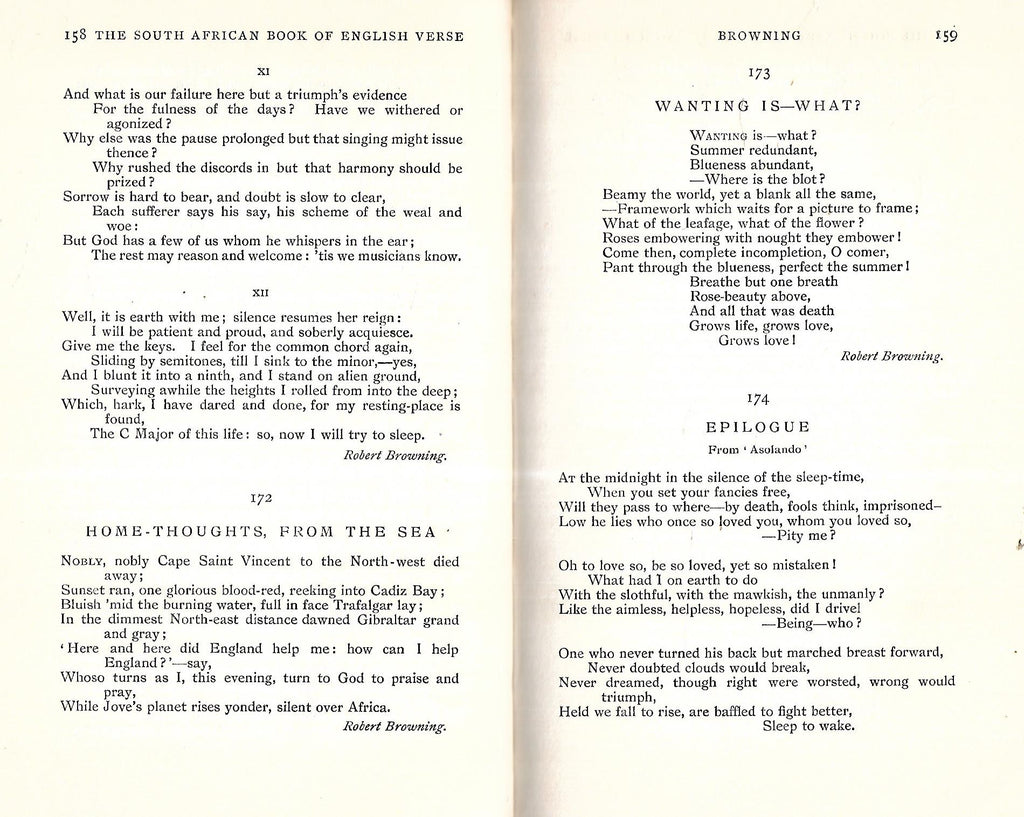 158 THE SOUTH AFRICAN BOOK OF ENGLISH VERSE
XI
And what is our failure here but a triumph's evidence
For the fulness of the days? Have we withered or
agonized?
Why else was the pause prolonged but that singing might issue
thence?
Why rushed the discords in but that harmony should be
prized?
Sorrow is hard to bear, and doubt is slow to clear,
Each sufferer says his say, his scheme of the weal and
woe:
But God has a few of us whom he whispers in the ear;
The rest may reason and welcome: 'tis we musicians know.
XII
Well, it is earth with me; silence resumes her reign:
I will be patient and proud, and soberly acquiesce.
Give me the keys. I feel for the common chord again,
Sliding by semitones, till I sink to the minor,—yes,
And I blunt it into a ninth, and I stand on alien ground,
Surveying awhile the heights I rolled from into the deep;
Which, hark, I have dared and done, for my resting-place is
found,
The C Major of this life: so, now I will try to sleep.
Robert Browning.
172
HOME-THOUGHTS, FROM THE SEA
NOBLY, nobly Cape Saint Vincent to the North-west died
away;
Sunset ran, one glorious blood-red, reeking into Cadiz Bay;
Bluish 'mid the burning water, full in face Trafalgar lay;
In the dimmest North-east distance dawned Gibraltar grand
and gray;
'Here and here did England help me: how can I help
England?'—say,
Whoso turns as I, this evening, turn to God to praise and
pray,
While Jove's planet rises yonder, silent over Africa.
Robert Browning.
BROWNING 159
173
WANTING IS—WHAT?
WANTING is—what?
Summer redundant,
Blueness abundant,
—Where is the blot?
Beamy the world, yet a blank all the same,
—Framework which waits for a picture to frame;
What of the leafage, what of the flower?
Roses embowering with nought they embower!
Come then, complete incompletion, O comer,
Pant through the blueness, perfect the summer!
Breathe but one breath
Rose-beauty above,
And all that was death
Grows life, grows love,
Grows love!
Robert Browning.
174
EPILOGUE
From 'Asolando'
AT the midnight in the silence of the sleep-time,
When you set your fancies free,
Will they pass to where—by death, fools think, imprisoned—
Low he lies who once so loved you, whom you loved so,
—Pity me?
Oh to love so, be so loved, yet so mistaken!
What had I on earth to do
With the slothful, with the mawkish, the unmanly?
Like the aimless, helpless, hopeless, did I drivel
—Being—who?
One who never turned his back but marched breast forward,
Never doubted clouds would break,
Never dreamed, though right were worsted, wrong would
triumph,
Held we fall to rise, are baffled to fight better,
Sleep to wake.